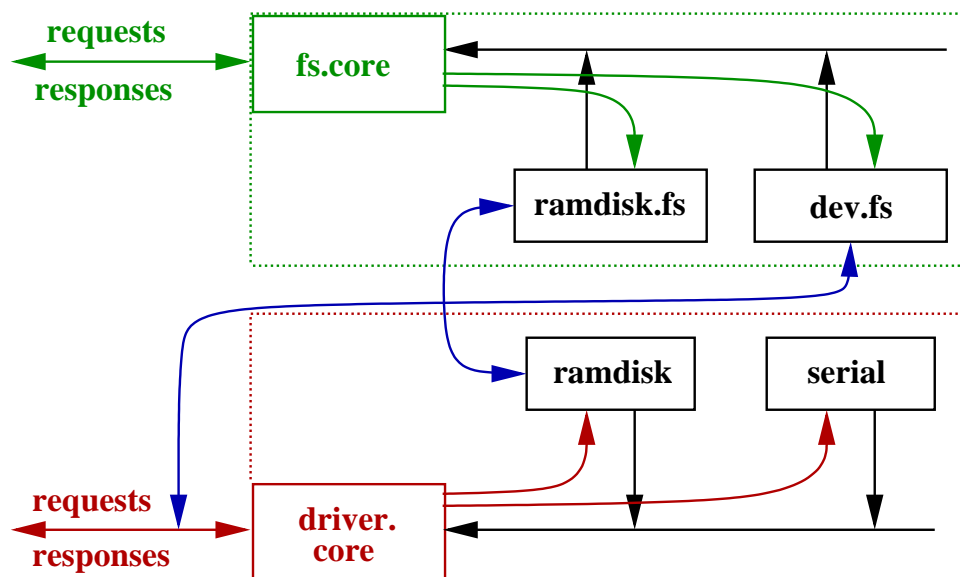 requests
responses
fs.core
ramdisk.fs
dev.fs
ramdisk
serial
requests
responses
driver.
core